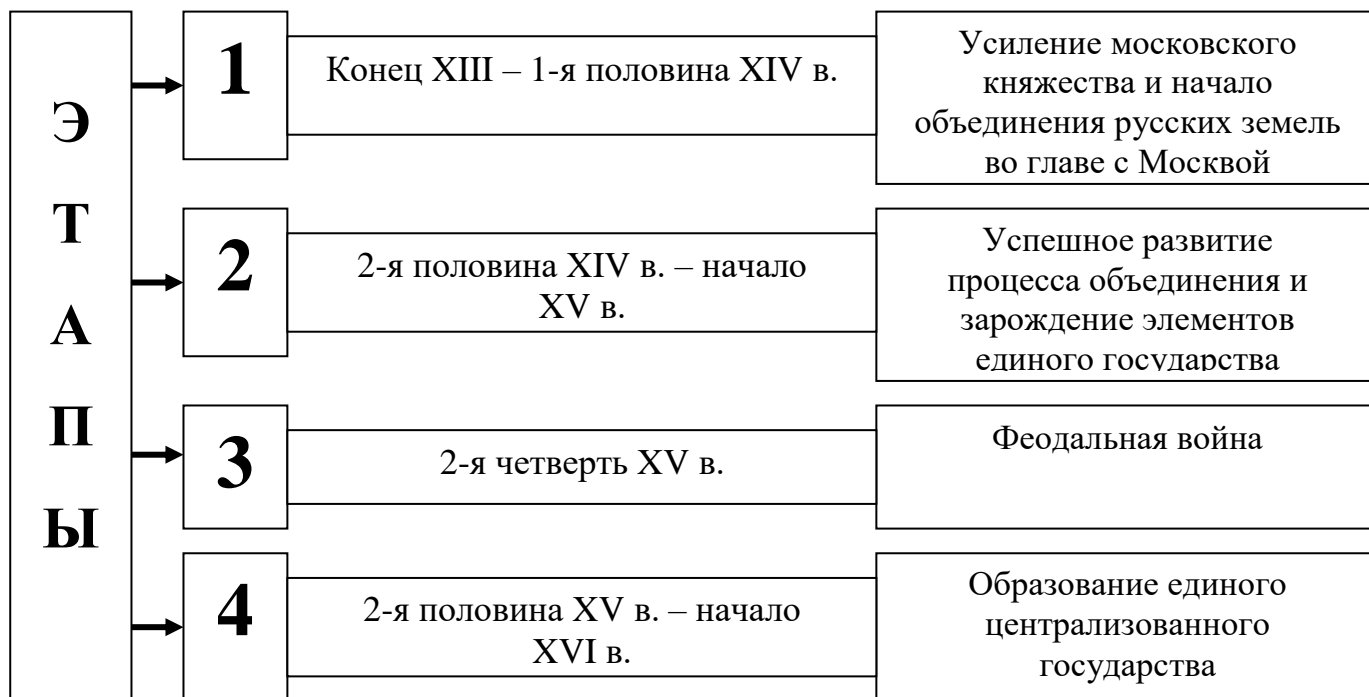 ЭТАПЫ
1
Конец XIII – 1-я половина XIV в.
Усиление московского
княжества и начало
объединения русских земель
во главе с Москвой
2
2-я половина XIV в. – начало
XV в.
Успешное развитие
процесса объединения и
зарождение элементов
единого государства
3
2-я четверть XV в.
Феодальная война
4
2-я половина XV в. – начало
XVI в.
Образование единого
централизованного
государства